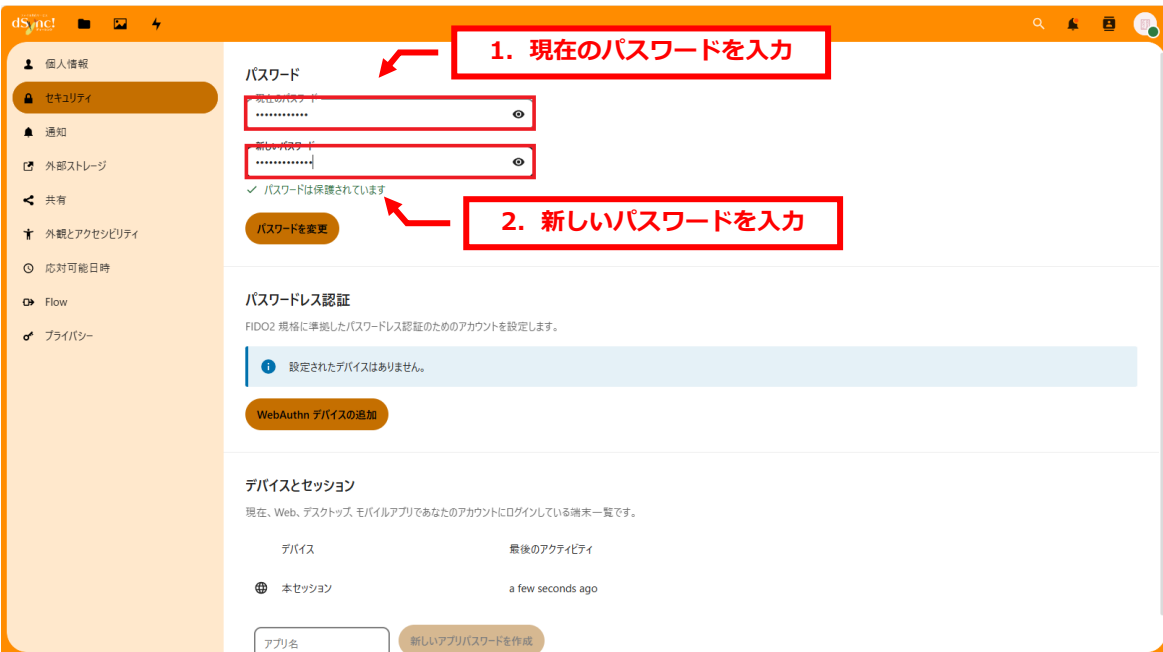 dSync!
1. 現在のパスワードを入力
個人情報
セキュリティ
通知
外部ストレージ
共有
外観とアクセシビリティ
応対可能日時
Flow
プライバシー
パスワード
現在のパスワード
••••••••••••
新しいパスワード
•••••••••••••
パスワードは保護されています
2. 新しいパスワードを入力
パスワードを変更
パスワードレス認証
FIDO2 規格に準拠したパスワードレス認証のためのアカウントを設定します。
設定されたデバイスはありません。
WebAuthn デバイスの追加
デバイスとセッション
現在、Web、デスクトップ、モバイルアプリであなたのアカウントにログインしている端末一覧です。
デバイス 最後のアクティビティ
本セッション a few seconds ago
アプリ名 新しいアプリパスワードを作成